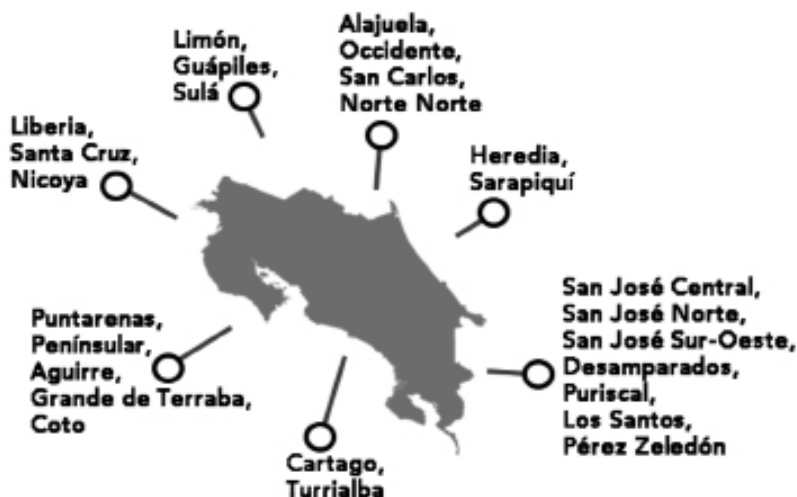 Limón,
Guápiles,
Sulá
Alajuela,
Occidente,
San Carlos,
Norte Norte
Liberia,
Santa Cruz,
Nicoya
Heredia,
Sarapiquí
San José Central,
San José Norte,
San José Sur-Oeste,
Desamparados,
Puriscal,
Los Santos,
Pérez Zeledón
Puntarenas,
Penínsular,
Aguirre,
Grande de Terraba,
Coto
Cartago,
Turrialba